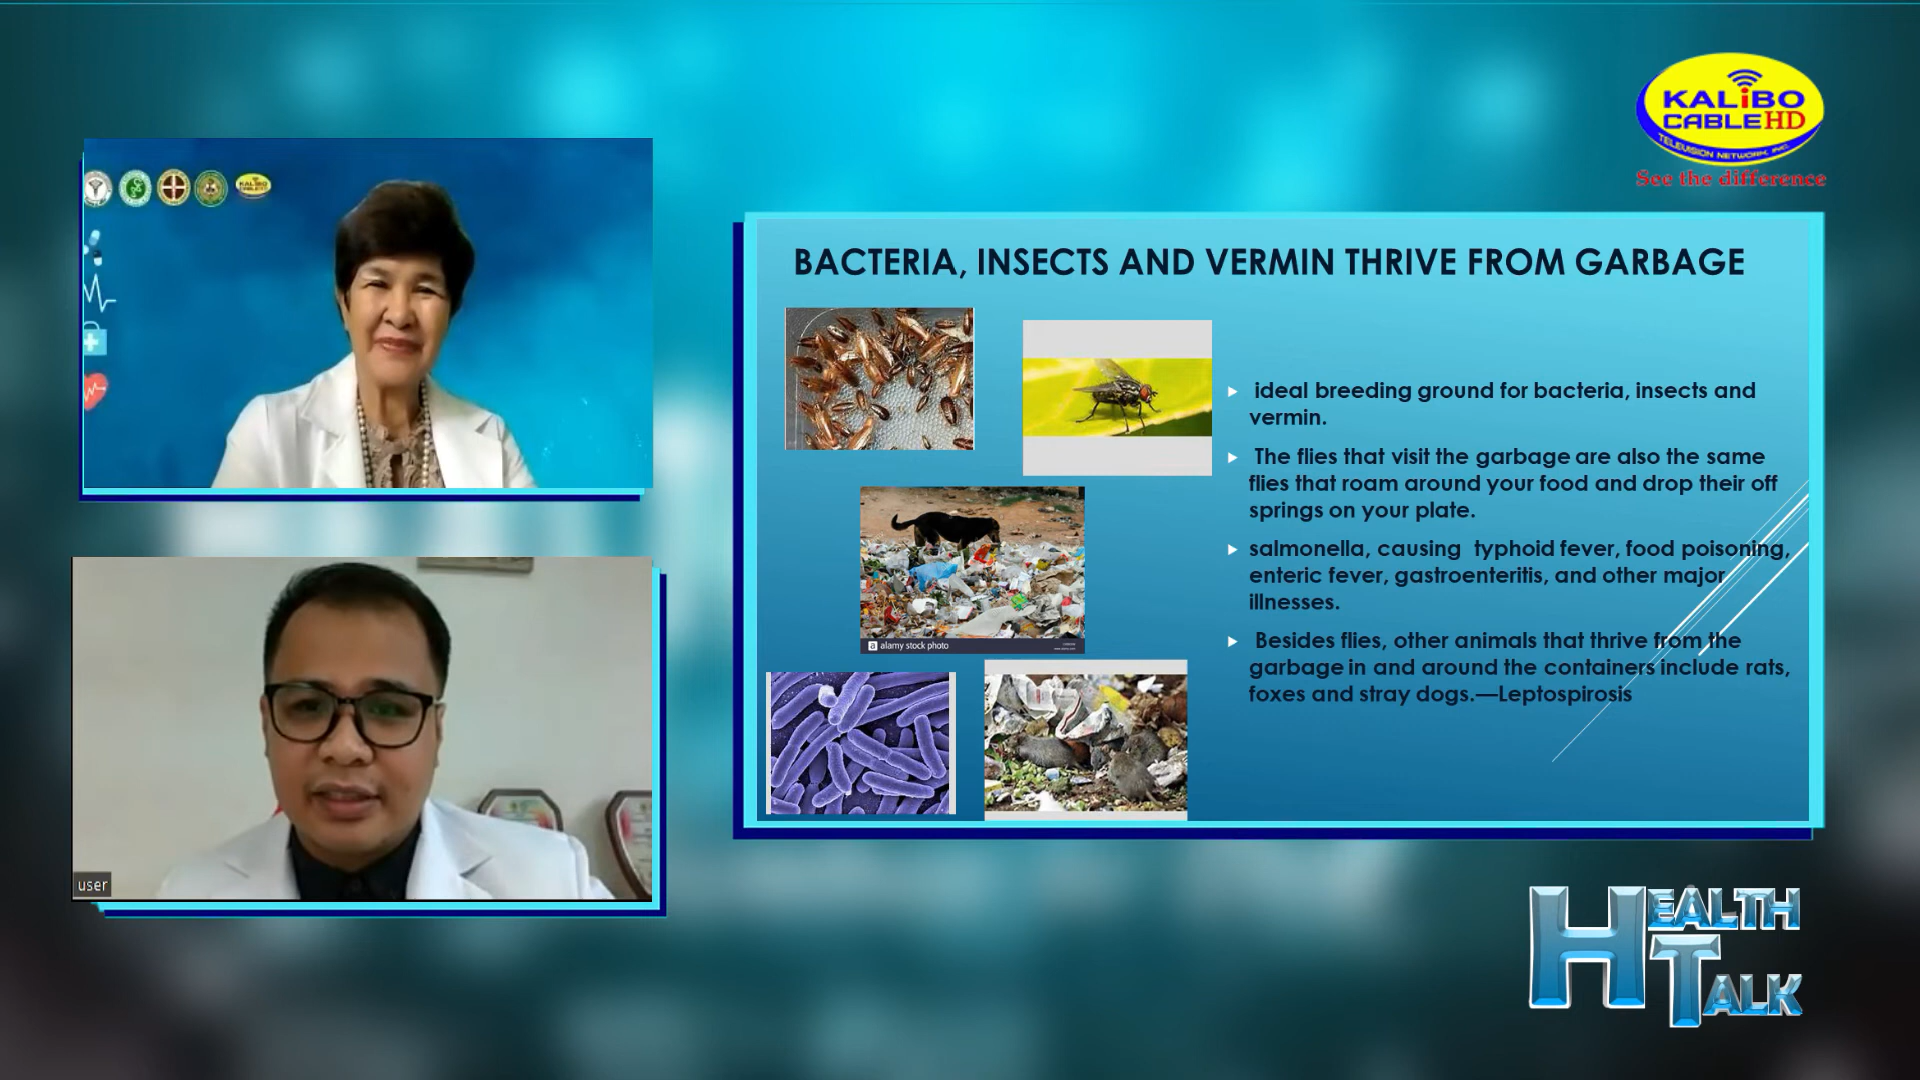 KALiBO
CABLEHD
TELEVISION NETWORK, INC.
See the difference
KALIBO
CABLEHD
BACTERIA, INSECTS AND VERMIN THRIVE FROM GARBAGE
ideal breeding ground for bacteria, insects and
vermin.
The flies that visit the garbage are also the same
flies that roam around your food and drop their off
springs on your plate.
salmonella, causing typhoid fever, food poisoning,
enteric fever, gastroenteritis, and other major
illnesses.
Besides flies, other animals that thrive from the
garbage in and around the containers include rats,
foxes and stray dogs.—Leptospirosis
a alamy stock photo
user
HEALTH
TALK